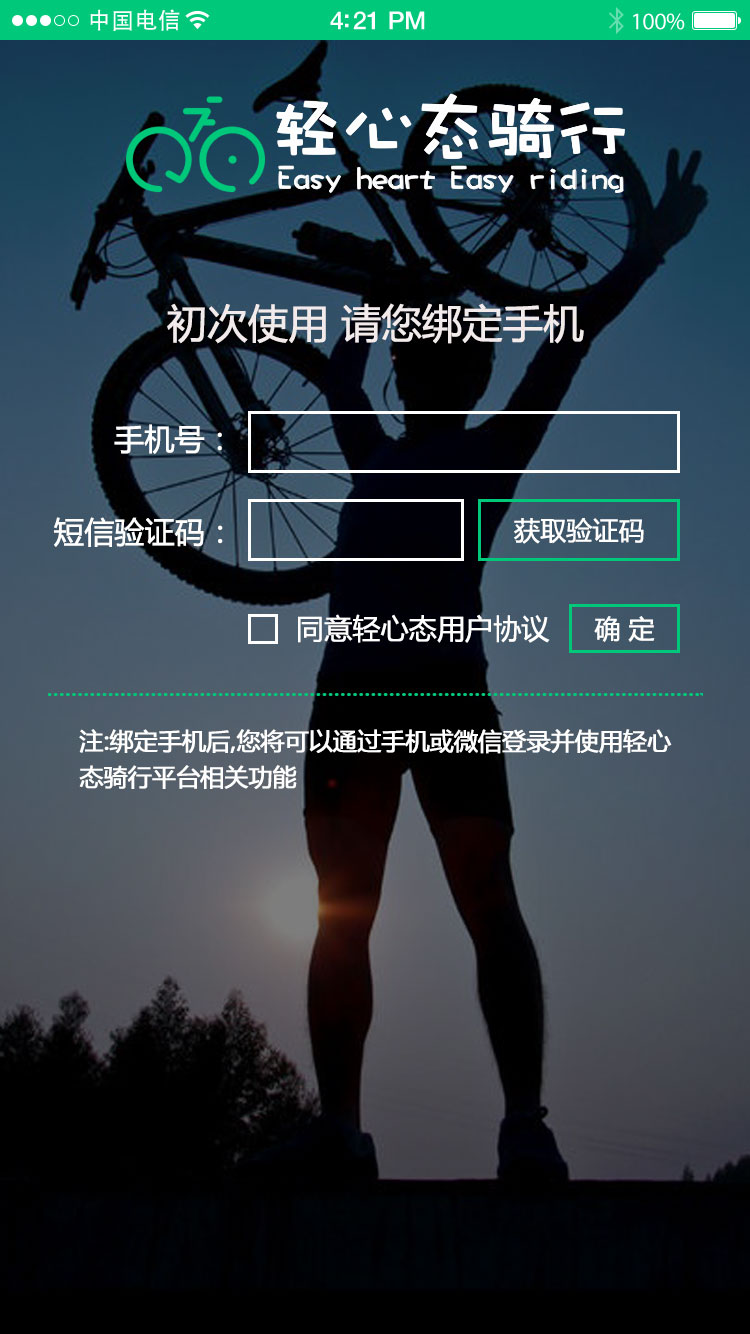 中国电信 4:21 PM 100%
轻心态骑行
Easy heart Easy riding
初次使用 请您绑定手机
手机号：
短信验证码： 获取验证码
同意轻心态用户协议 确 定
注:绑定手机后,您将可以通过手机或微信登录并使用轻心
态骑行平台相关功能